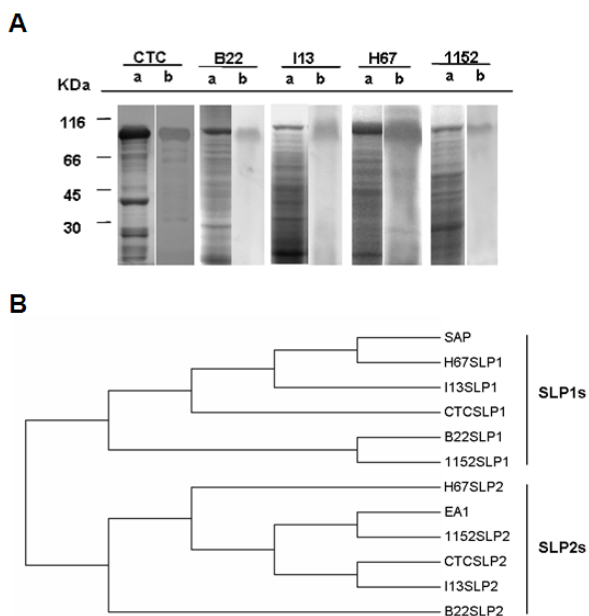 A
CTC B22 I13 H67 1152
a b a b a b a b a b
KDa
116
66
45
30
B
SAP
H67SLP1
I13SLP1
CTCSLP1
B22SLP1
1152SLP1
SLP1s
H67SLP2
EA1
1152SLP2
CTCSLP2
I13SLP2
B22SLP2
SLP2s